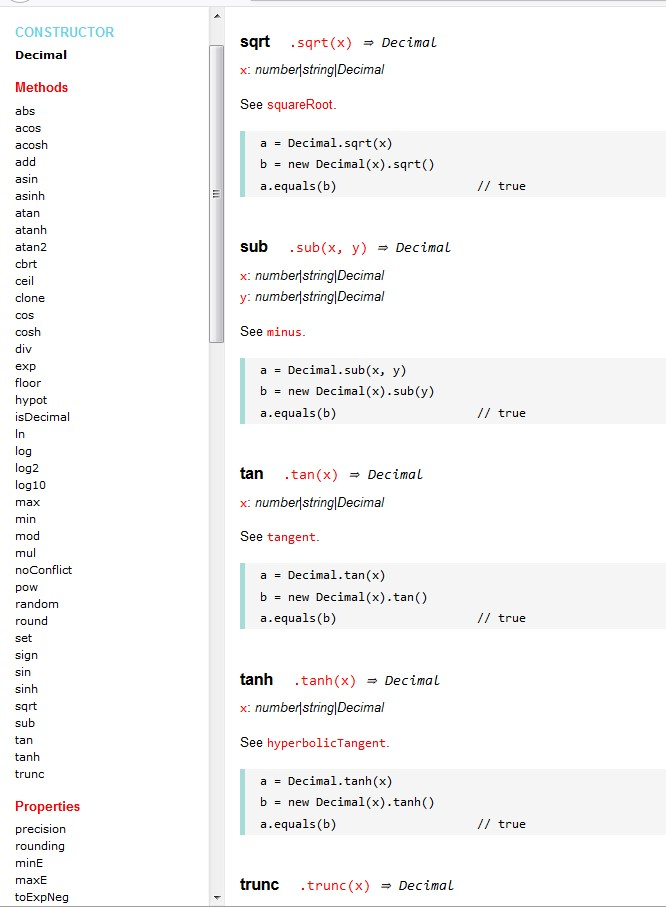 CONSTRUCTOR
Decimal
Methods
abs
acos
acosh
add
asin
asinh
atan
atanh
atan2
cbrt
ceil
clone
cos
cosh
div
exp
floor
hypot
isDecimal
ln
log
log2
log10
max
min
mod
mul
noConflict
pow
random
round
set
sign
sin
sinh
sqrt
sub
tan
tanh
trunc
Properties
precision
rounding
minE
maxE
toExpNeg
sqrt .sqrt(x) ⇒ Decimal
x: number|string|Decimal
See squareRoot.
a = Decimal.sqrt(x)
b = new Decimal(x).sqrt()
a.equals(b) // true
sub .sub(x, y) ⇒ Decimal
x: number|string|Decimal
y: number|string|Decimal
See minus.
a = Decimal.sub(x, y)
b = new Decimal(x).sub(y)
a.equals(b) // true
tan .tan(x) ⇒ Decimal
x: number|string|Decimal
See tangent.
a = Decimal.tan(x)
b = new Decimal(x).tan()
a.equals(b) // true
tanh .tanh(x) ⇒ Decimal
x: number|string|Decimal
See hyperbolicTangent.
a = Decimal.tanh(x)
b = new Decimal(x).tanh()
a.equals(b) // true
trunc .trunc(x) ⇒ Decimal